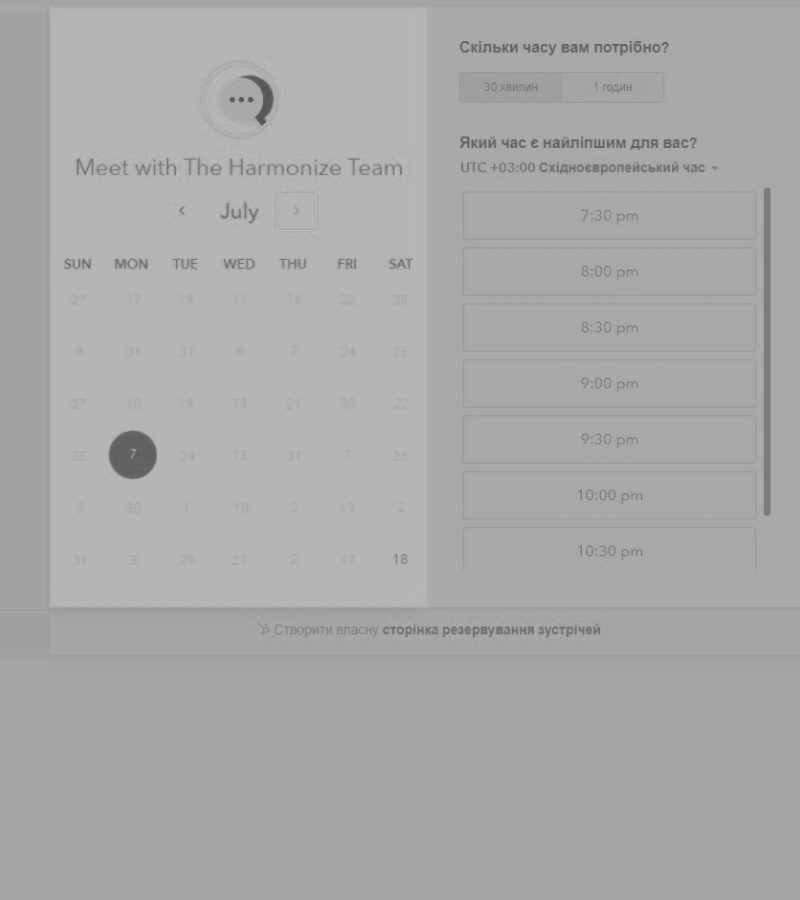 Meet with The Harmonize Team
July
SUN MON TUE WED THU FRI SAT
27 17 19 11 16 22 28
8 31 31 8 7 24 23
27 10 19 13 21 30 22
28 7 24 13 31 7 26
3 30 1 10 2 19 2
31 8 29 27 2 17 18
Скільки часу вам потрібно?
30 хвилин 1 годин
Який час є найліпшим для вас?
UTC +03:00 Східноєвропейський час
7:30 pm
8:00 pm
8:30 pm
9:00 pm
9:30 pm
10:00 pm
10:30 pm
Створити власну сторінка резервування зустрічей